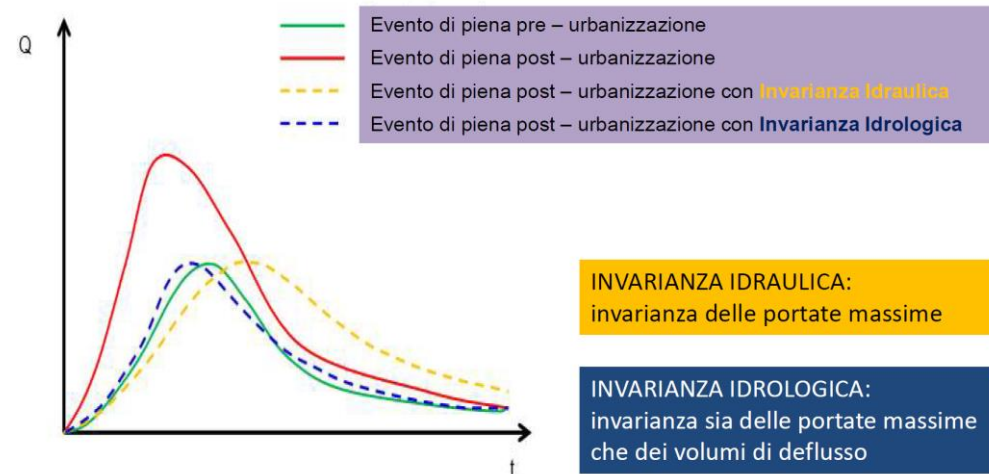 Q
Evento di piena pre – urbanizzazione
Evento di piena post – urbanizzazione
Evento di piena post – urbanizzazione con Invarianza Idraulica
Evento di piena post – urbanizzazione con Invarianza Idrologica
INVARIANZA IDRAULICA:
invarianza delle portate massime
INVARIANZA IDROLOGICA:
invarianza sia delle portate massime
che dei volumi di deflusso
t